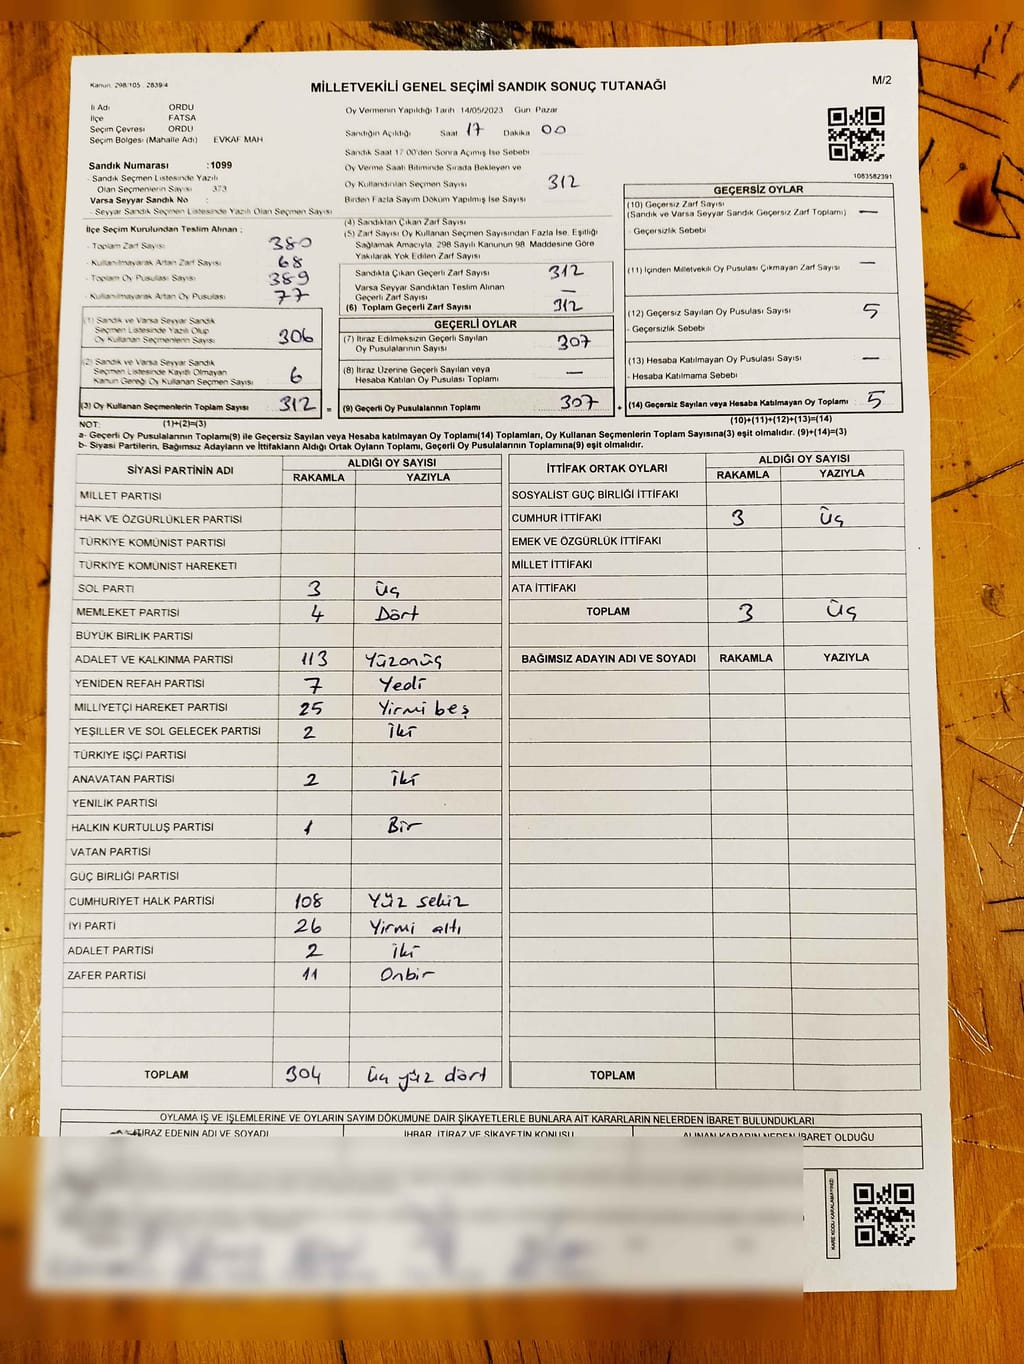 Kanun: 298/105 - 2839/4
MİLLETVEKİLİ GENEL SEÇİMİ SANDIK SONUÇ TUTANAĞI
M/2
İl Adı ORDU
İlçe FATSA
Seçim Çevresi ORDU
Seçim Bölgesi (Mahalle Adı) EVKAF MAH
Sandık Numarası :1099
- Sandık Seçmen Listesinde Yazılı
Olan Seçmenlerin Sayısı 373
Varsa Seyyar Sandık No :
- Seyyar Sandık Seçmen Listesinde Yazılı Olan Seçmen Sayısı
Oy Vermenin Yapıldığı Tarih 14/05/2023 Gün Pazar
Sandığın Açıldığı Saat 17 Dakika 00
Sandık Saat 17:00'den Sonra Açılmış İse Sebebi
Oy Verme Saati Bitiminde Sırada Bekleyen ve
Oy Kullandırılan Seçmen Sayısı 312
Birden Fazla Sayım Döküm Yapılmış İse Sayısı
1083582391
İlçe Seçim Kurulundan Teslim Alınan ;
- Toplam Zarf Sayısı 380
- Kullanılmayarak Artan Zarf Sayısı 68
- Toplam Oy Pusulası Sayısı 389
- Kullanılmayarak Artan Oy Pusulası 77
(1) Sandık ve Varsa Seyyar Sandık
Seçmen Listesinde Yazılı Olup
Oy Kullanan Seçmenlerin Sayısı 306
(2) Sandık ve Varsa Seyyar Sandık
Seçmen Listesinde Kayıtlı Olmayan
Kanun Gereği Oy Kullanan Seçmen Sayısı 6
(3) Oy Kullanan Seçmenlerin Toplam Sayısı 312 =
(4) Sandıktan Çıkan Zarf Sayısı
(5) Zarf Sayısı Oy Kullanan Seçmen Sayısından Fazla İse, Eşitliği
Sağlamak Amacıyla, 298 Sayılı Kanunun 98. Maddesine Göre
Yakılarak Yok Edilen Zarf Sayısı
Sandıkta Çıkan Geçerli Zarf Sayısı 312
Varsa Seyyar Sandıktan Teslim Alınan
Geçerli Zarf Sayısı —
(6) Toplam Geçerli Zarf Sayısı 312
GEÇERLİ OYLAR
(7) İtiraz Edilmeksizin Geçerli Sayılan
Oy Pusulalarının Sayısı 307
(8) İtiraz Üzerine Geçerli Sayılan veya
Hesaba Katılan Oy Pusulası Toplamı —
(9) Geçerli Oy Pusulalarının Toplamı 307 +
GEÇERSİZ OYLAR
(10) Geçersiz Zarf Sayısı
(Sandık ve Varsa Seyyar Sandık Geçersiz Zarf Toplamı) —
- Geçersizlik Sebebi
(11) İçinden Milletvekili Oy Pusulası Çıkmayan Zarf Sayısı —
(12) Geçersiz Sayılan Oy Pusulası Sayısı 5
- Geçersizlik Sebebi
(13) Hesaba Katılmayan Oy Pusulası Sayısı —
- Hesaba Katılmama Sebebi
(14) Geçersiz Sayılan veya Hesaba Katılmayan Oy Toplamı 5
NOT: (1)+(2)=(3)
(10)+(11)+(12)+(13)=(14)
a- Geçerli Oy Pusulalarının Toplamı(9) ile Geçersiz Sayılan veya Hesaba katılmayan Oy Toplamı(14) Toplamları, Oy Kullanan Seçmenlerin Toplam Sayısına(3) eşit olmalıdır. (9)+(14)=(3)
b- Siyasi Partilerin, Bağımsız Adayların ve İttifakların Aldığı Ortak Oyların Toplamı, Geçerli Oy Pusulalarının Toplamına(9) eşit olmalıdır.
SİYASİ PARTİNİN ADI ALDIĞI OY SAYISI
RAKAMLA YAZIYLA
MİLLET PARTİSİ
HAK VE ÖZGÜRLÜKLER PARTİSİ
TÜRKİYE KOMÜNİST PARTİSİ
TÜRKİYE KOMÜNİST HAREKETİ
SOL PARTİ 3 Üç
MEMLEKET PARTİSİ 4 Dört
BÜYÜK BİRLİK PARTİSİ
ADALET VE KALKINMA PARTİSİ 113 Yüzonüç
YENİDEN REFAH PARTİSİ 7 Yedi
MİLLİYETÇİ HAREKET PARTİSİ 25 Yirmi beş
YEŞİLLER VE SOL GELECEK PARTİSİ 2 İki
TÜRKİYE İŞÇİ PARTİSİ
ANAVATAN PARTİSİ 2 İki
YENİLİK PARTİSİ
HALKIN KURTULUŞ PARTİSİ 1 Bir
VATAN PARTİSİ
GÜÇ BİRLİĞİ PARTİSİ
CUMHURİYET HALK PARTİSİ 108 Yüz sekiz
İYİ PARTİ 26 Yirmi altı
ADALET PARTİSİ 2 İki
ZAFER PARTİSİ 11 Onbir
TOPLAM 304 Üç yüz dört
İTTİFAK ORTAK OYLARI ALDIĞI OY SAYISI
RAKAMLA YAZIYLA
SOSYALİST GÜÇ BİRLİĞİ İTTİFAKI
CUMHUR İTTİFAKI 3 Üç
EMEK VE ÖZGÜRLÜK İTTİFAKI
MİLLET İTTİFAKI
ATA İTTİFAKI
TOPLAM 3 Üç
BAĞIMSIZ ADAYIN ADI VE SOYADI RAKAMLA YAZIYLA
TOPLAM
OYLAMA İŞ VE İŞLEMLERİNE VE OYLARIN SAYIM DÖKÜMÜNE DAİR ŞİKAYETLERLE BUNLARA AİT KARARLARIN NELERDEN İBARET BULUNDUKLARI
İTİRAZ EDENİN ADI VE SOYADI İHBAR, İTİRAZ VE ŞİKAYETİN KONUSU ALINAN KARARIN NEDEN İBARET OLDUĞU
KARE KODU KARALAMAYINIZ!